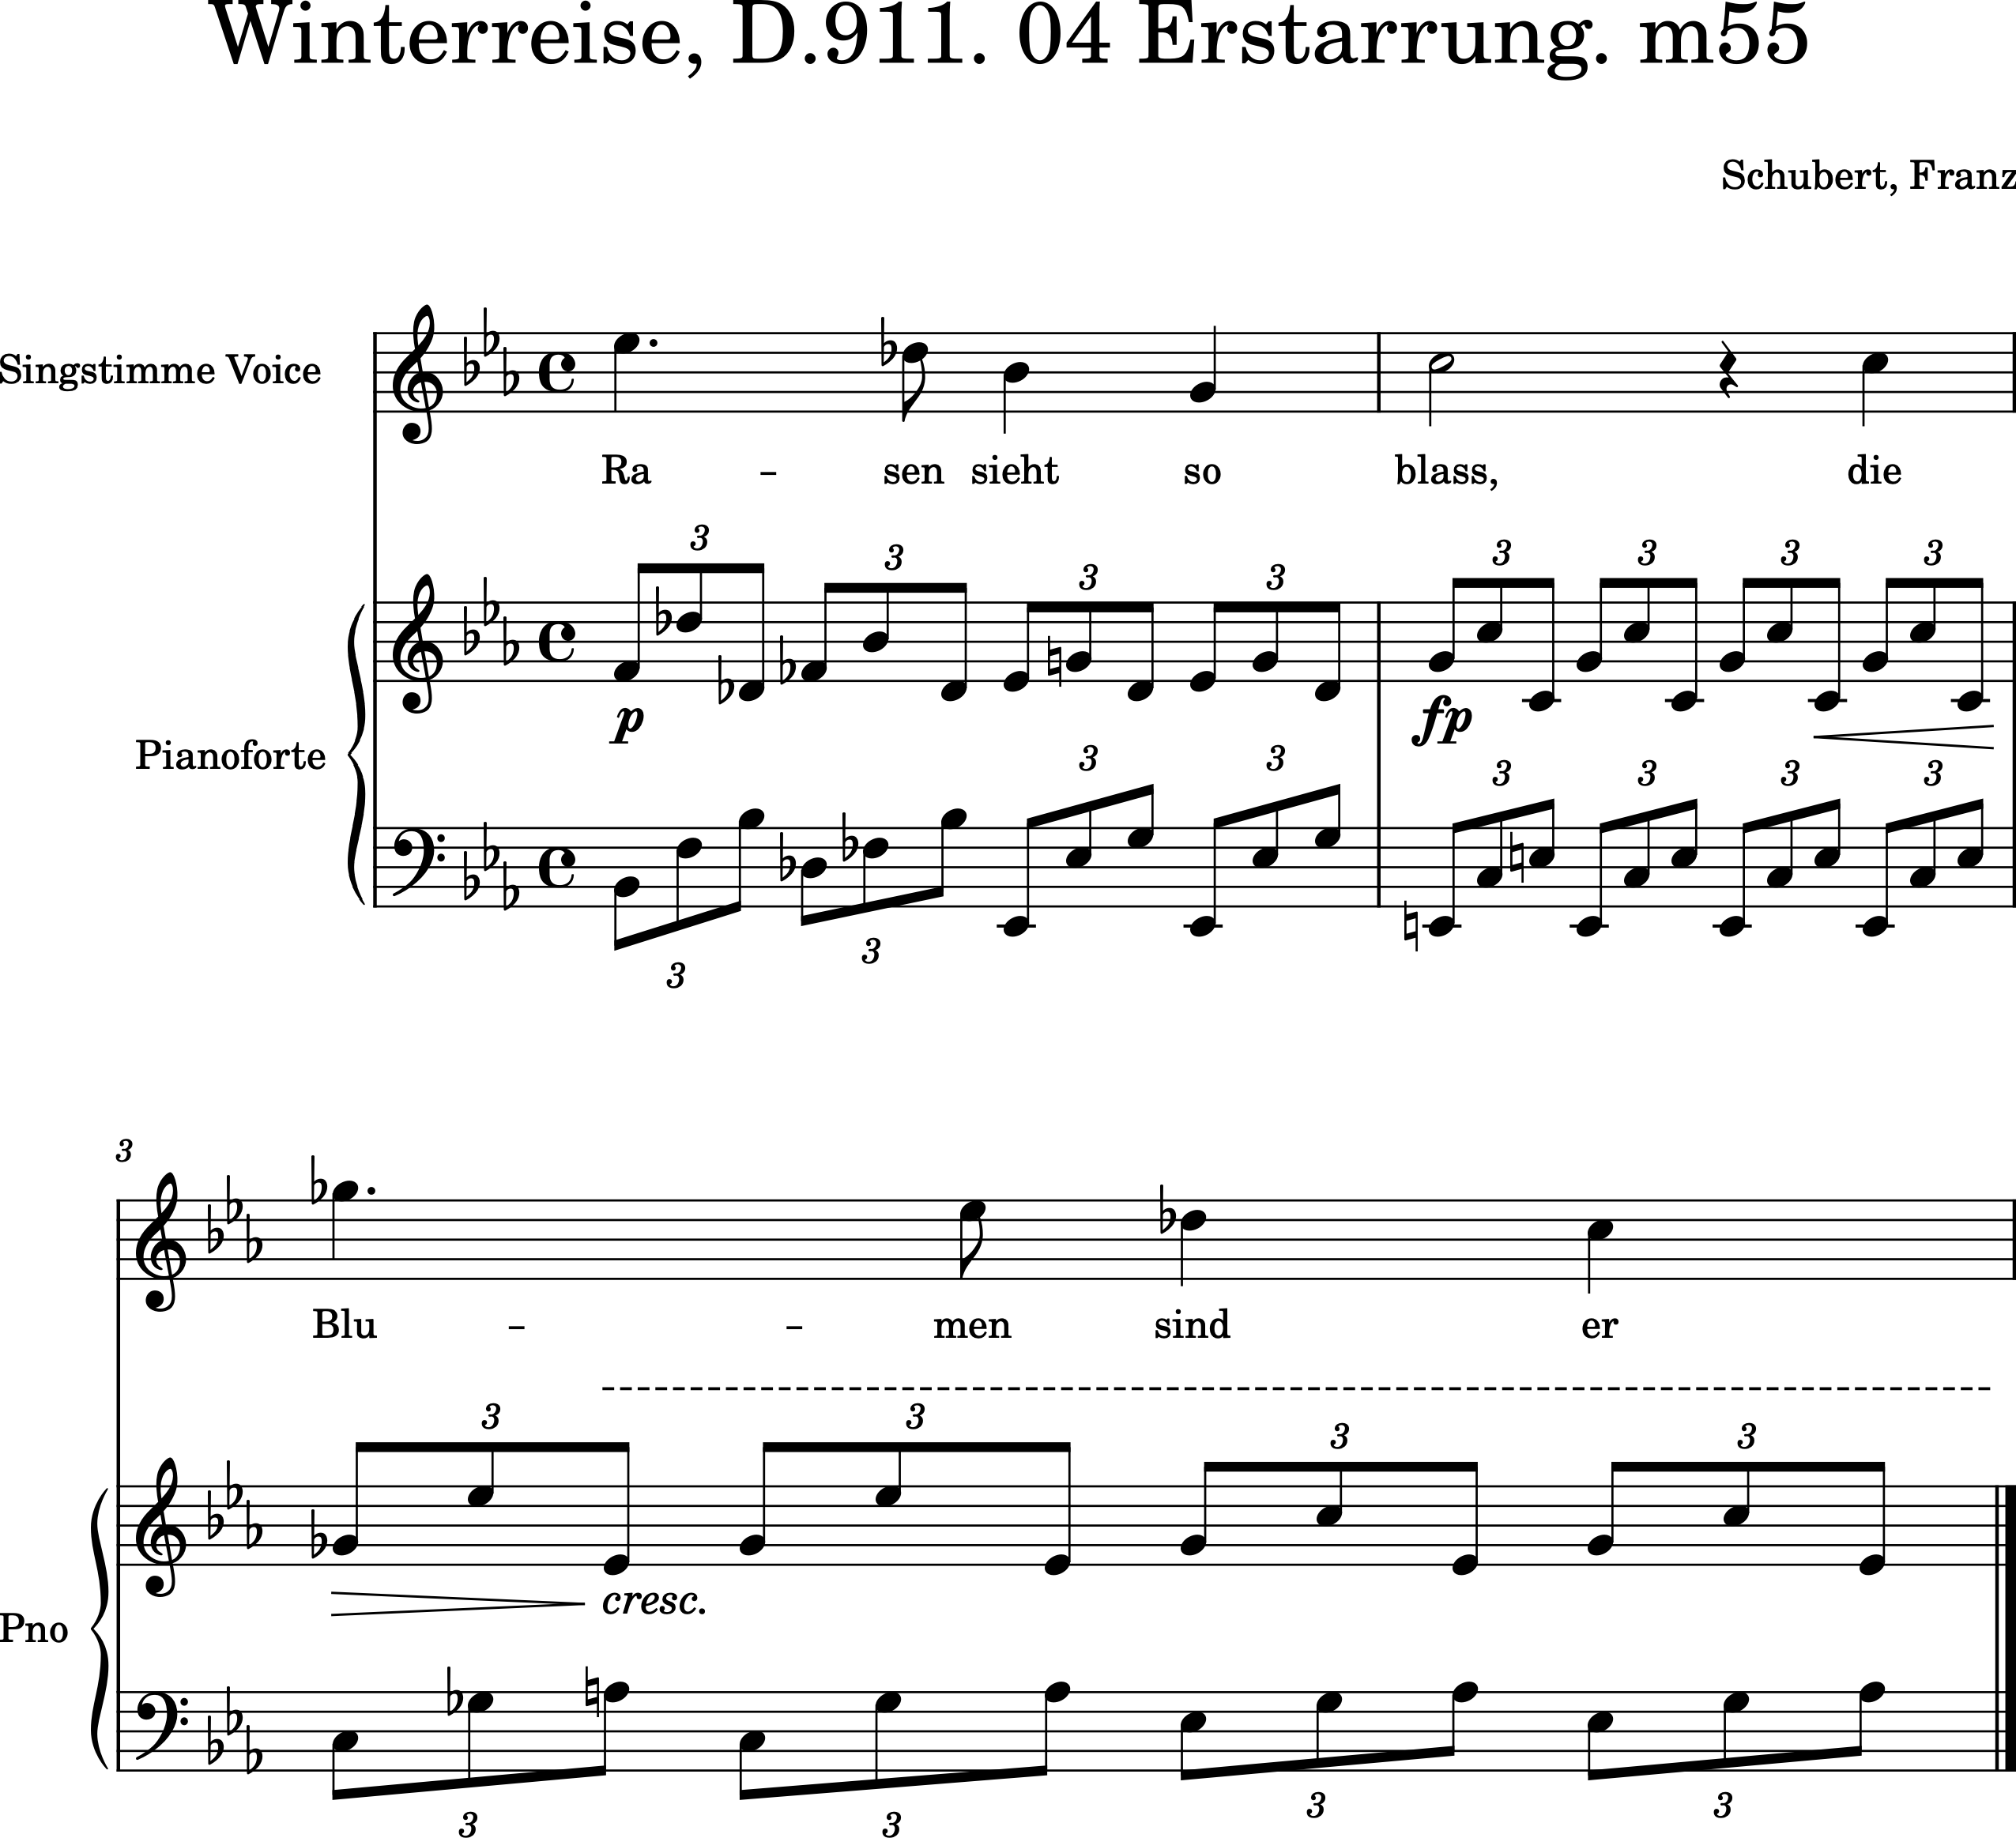 Winterreise, D.911. 04 Erstarrung. m55
Schubert, Franz
Singstimme Voice
Ra - sen sieht so blass, die
3 3 3 3 3 3 3 3
p fp
Pianoforte
3 3 3 3 3 3
3 3
3
Blu - - men sind er
3 3 3 3
cresc.
Pno
3 3 3 3